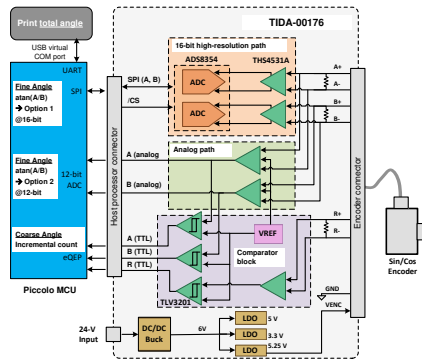 Print total angle
TIDA-00176
USB virtual
COM port
16-bit high-resolution path
ADS8354
THS4531A
UART
SPI
SPI (A, B)
ADC
ADC
/CS
A+
A-
B+
B-
Fine Angle
atan(A/B)
➔ Option 1
@16-bit
Fine Angle
atan(A/B)
➔ Option 2
@12-bit
12-bit
ADC
Host processor connector
Analog path
A (analog
B (analog)
Encoder connector
Coarse Angle
Incremental count
eQEP
Piccolo MCU
A (TTL)
B (TTL)
R (TTL)
VREF
Comparator
block
TLV3201
R+
R-
GND
VENC
Sin/Cos
Encoder
24-V
Input
DC/DC
Buck
6V
LDO
5 V
LDO
3.3 V
LDO
5.25 V